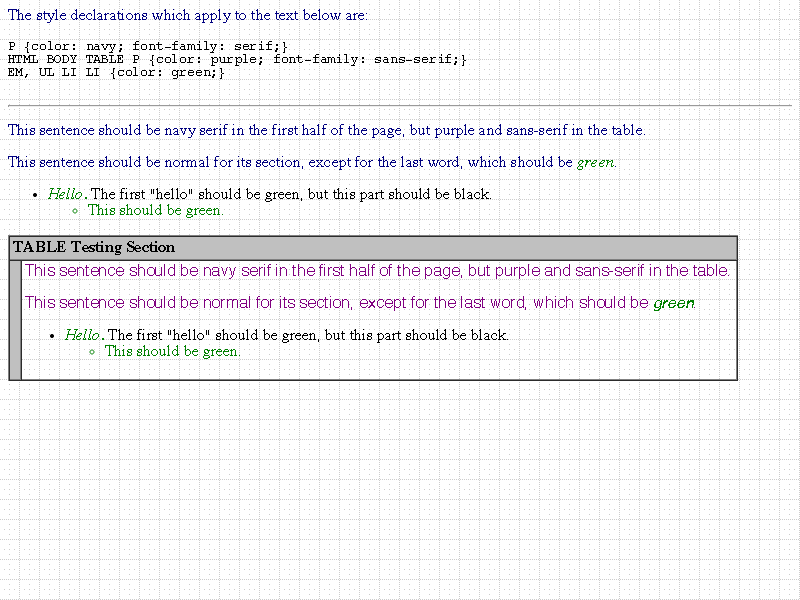 The style declarations which apply to the text below are:
P {color: navy; font-family: serif;}
HTML BODY TABLE P {color: purple; font-family: sans-serif;}
EM, UL LI LI {color: green;}
This sentence should be navy serif in the first half of the page, but purple and sans-serif in the table.
This sentence should be normal for its section, except for the last word, which should be green.
• Hello. The first "hello" should be green, but this part should be black.
◦ This should be green.
TABLE Testing Section
This sentence should be navy serif in the first half of the page, but purple and sans-serif in the table.
This sentence should be normal for its section, except for the last word, which should be green.
• Hello. The first "hello" should be green, but this part should be black.
◦ This should be green.